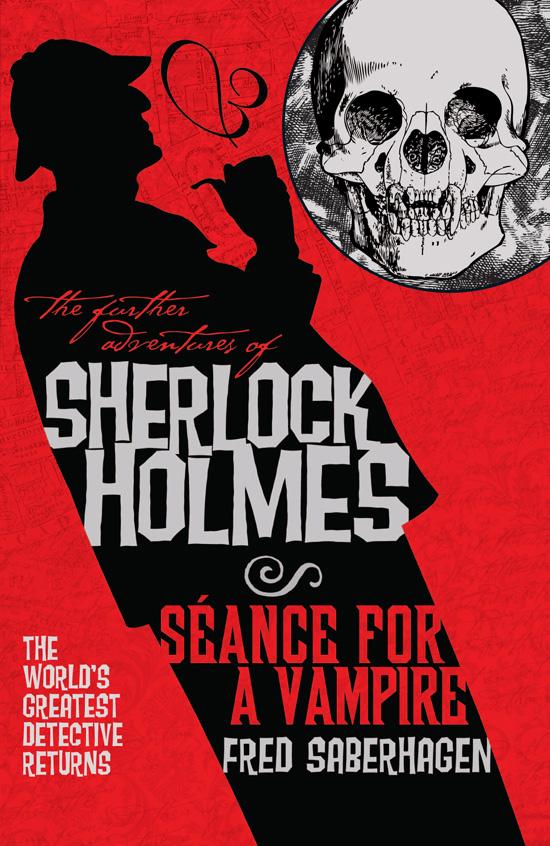 the further
adventures of
SHERLOCK
HOLMES
SÉANCE FOR
A VAMPIRE
FRED SABERHAGEN
THE
WORLD'S
GREATEST
DETECTIVE
RETURNS